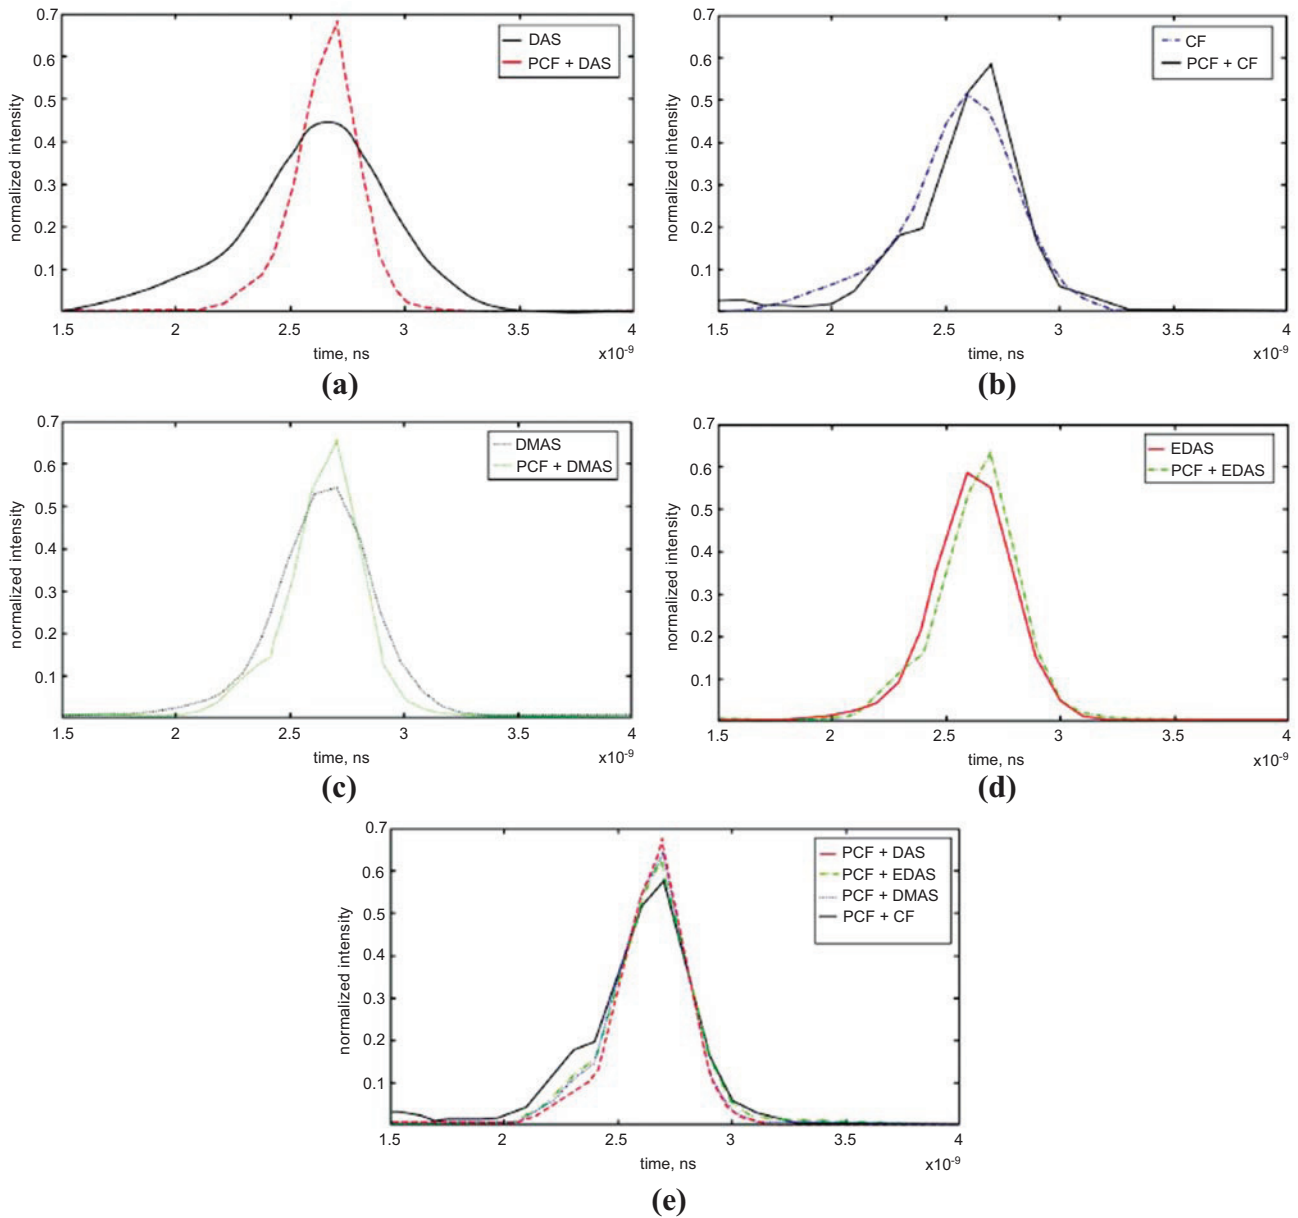 0.7
0.6
0.5
0.4
0.3
0.2
0.1
normalized intensity
DAS
PCF + DAS
1.5 2 2.5 3 3.5 4
time, ns
x10-9
(a)
0.7
0.6
0.5
0.4
0.3
0.2
0.1
normalized intensity
CF
PCF + CF
1.5 2 2.5 3 3.5 4
time, ns
x10-9
(b)
0.7
0.6
0.5
0.4
0.3
0.2
0.1
normalized intensity
DMAS
PCF + DMAS
1.5 2 2.5 3 3.5 4
time, ns
x10-9
(c)
0.7
0.6
0.5
0.4
0.3
0.2
0.1
normalized intensity
EDAS
PCF + EDAS
1.5 2 2.5 3 3.5 4
time, ns
x10-9
(d)
0.7
0.6
0.5
0.4
0.3
0.2
0.1
normalized intensity
PCF + DAS
PCF + EDAS
PCF + DMAS
PCF + CF
1.5 2 2.5 3 3.5 4
time, ns
x10-9
(e)